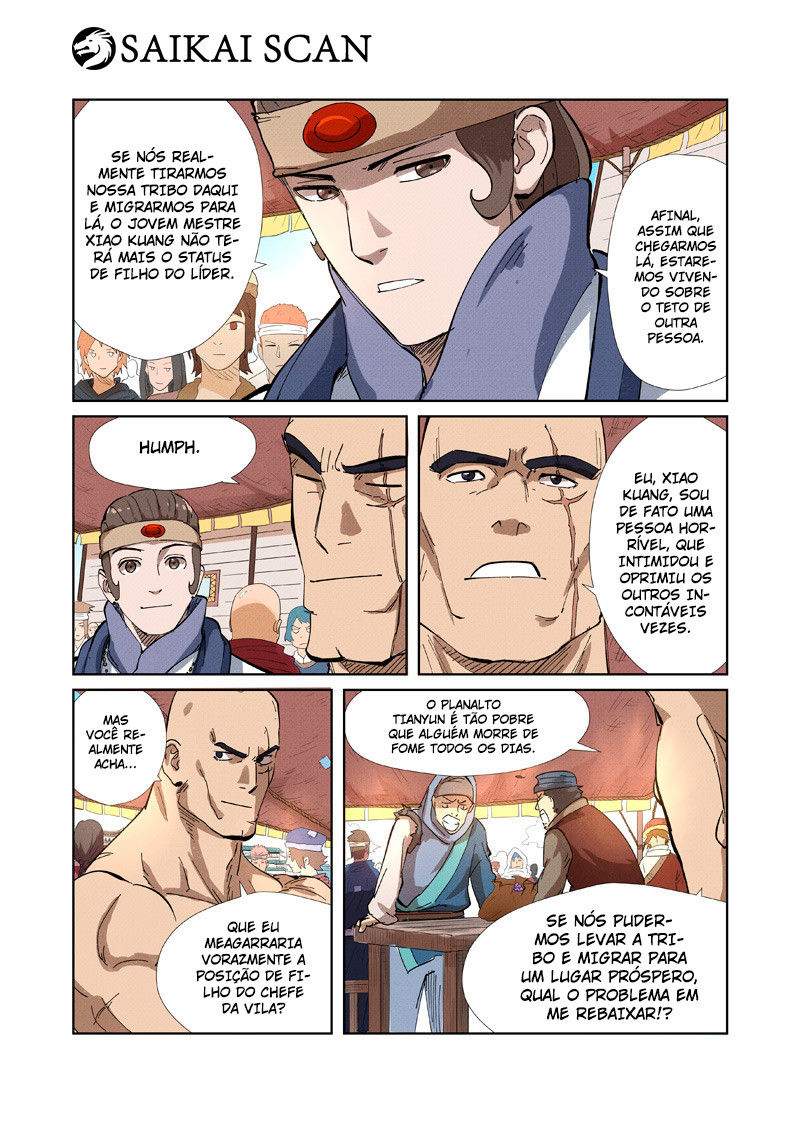 SAIKAI SCAN
SE NÓS REAL-
MENTE TIRARMOS
NOSSA TRIBO DAQUI
E MIGRARMOS PARA
LÁ, O JOVEM MESTRE
XIAO KUANG NÃO TE-
RÁ MAIS O STATUS
DE FILHO DO LÍDER.
AFINAL,
ASSIM QUE
CHEGARMOS
LÁ, ESTARE-
MOS VIVEN-
DO SOBRE
O TETO DE
OUTRA
PESSOA.
HUMPH.
EU, XIAO
KUANG, SOU
DE FATO UMA
PESSOA HOR-
RÍVEL, QUE
INTIMIDOU E
OPRIMIU OS
OUTROS IN-
CONTÁVEIS
VEZES.
MAS
VOCÊ RE-
ALMENTE
ACHA...
QUE EU
MEAGARRARIA
VORAZMENTE A
POSIÇÃO DE FI-
LHO DO CHEFE
DA VILA?
O PLANALTO
TIANYUN É TÃO POBRE
QUE ALGUÉM MORRE DE
FOME TODOS OS DIAS.
SE NÓS PUDER-
MOS LEVAR A TRI-
BO E MIGRAR PARA
UM LUGAR PRÓSPERO,
QUAL O PROBLEMA EM
ME REBAIXAR!?